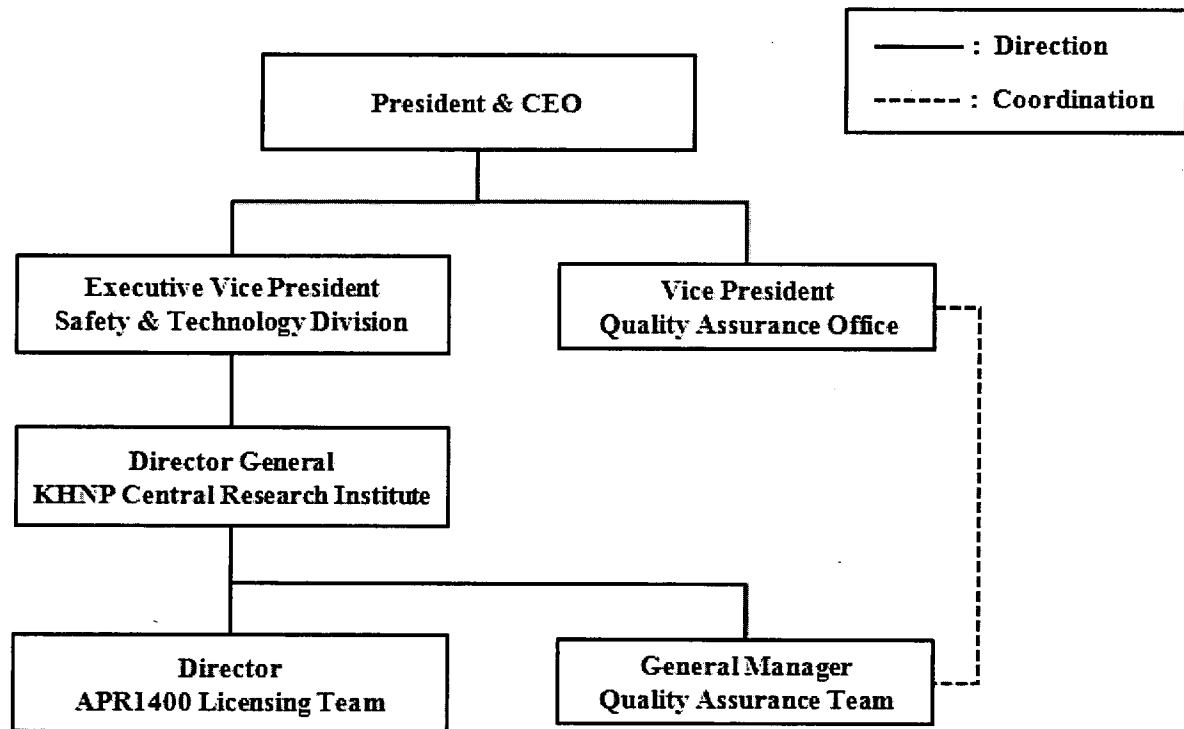 : Direction
: Coordination
President & CEO
Executive Vice President
Safety & Technology Division
Vice President
Quality Assurance Office
Director General
KHNP Central Research Institute
Director
APR1400 Licensing Team
General Manager
Quality Assurance Team